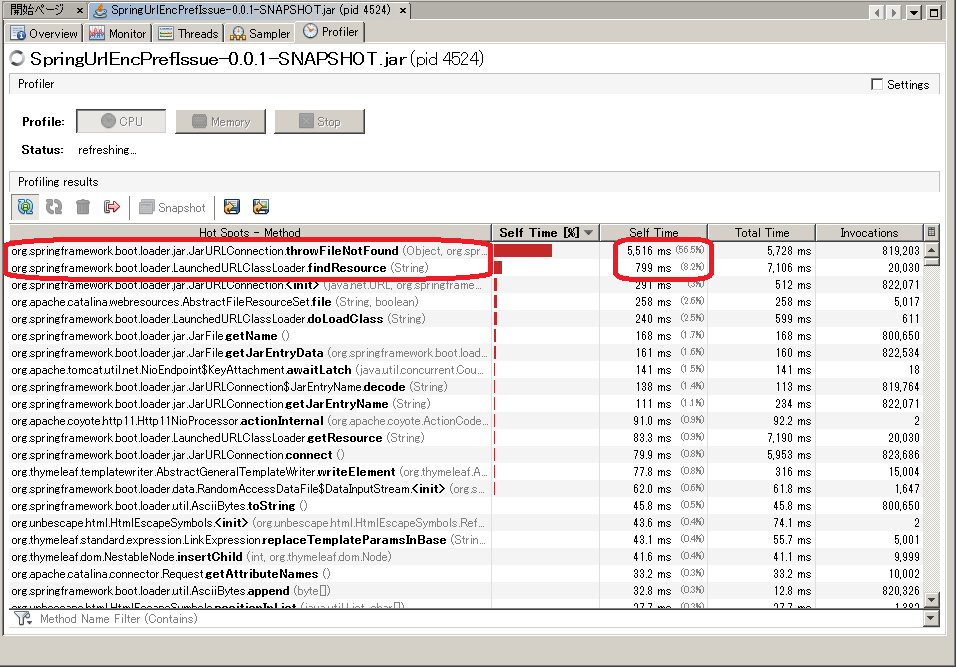 開始ページ × SpringUrlEncPrefIssue-0.0.1-SNAPSHOT.jar (pid 4524) ×
Overview Monitor Threads Sampler Profiler
SpringUrlEncPrefIssue-0.0.1-SNAPSHOT.jar (pid 4524)
Profiler Settings
Profile: CPU Memory Stop
Status: refreshing...
Profiling results
Snapshot
Hot Spots - Method Self Time [%] Self Time Total Time Invocations
org.springframework.boot.loader.jar.JarURLConnection.throwFileNotFound (Object, org.spr... 5,516 ms (56.5%) 5,728 ms 819,203
org.springframework.boot.loader.LaunchedURLClassLoader.findResource (String) 799 ms (8.2%) 7,106 ms 20,030
org.springframework.boot.loader.jar.JarURLConnection.<init> (java.net.URL, org.springframe... 291 ms (3%) 512 ms 822,071
org.apache.catalina.webresources.AbstractFileResourceSet.file (String, boolean) 258 ms (2.6%) 258 ms 5,017
org.springframework.boot.loader.LaunchedURLClassLoader.doLoadClass (String) 240 ms (2.5%) 599 ms 611
org.springframework.boot.loader.jar.JarFile.getName () 168 ms (1.7%) 168 ms 800,650
org.springframework.boot.loader.jar.JarFile.getJarEntryData (org.springframework.boot.load... 161 ms (1.6%) 160 ms 822,534
org.apache.tomcat.util.net.NioEndpoint$KeyAttachment.awaitLatch (java.util.concurrent.Cou... 141 ms (1.5%) 141 ms 18
org.springframework.boot.loader.jar.JarURLConnection$JarEntryName.decode (String) 138 ms (1.4%) 113 ms 819,764
org.springframework.boot.loader.jar.JarURLConnection.getJarEntryName (String) 111 ms (1.1%) 234 ms 822,071
org.apache.coyote.http11.Http11NioProcessor.actionInternal (org.apache.coyote.ActionCode... 91.0 ms (0.9%) 92.2 ms 2
org.springframework.boot.loader.LaunchedURLClassLoader.getResource (String) 83.3 ms (0.9%) 7,190 ms 20,030
org.springframework.boot.loader.jar.JarURLConnection.connect () 79.9 ms (0.8%) 5,953 ms 823,686
org.thymeleaf.templatewriter.AbstractGeneralTemplateWriter.writeElement (org.thymeleaf.A... 77.8 ms (0.8%) 316 ms 15,004
org.springframework.boot.loader.data.RandomAccessDataFile$DataInputStream.<init> (org.s... 62.0 ms (0.6%) 61.8 ms 1,647
org.springframework.boot.loader.util.AsciiBytes.toString () 45.8 ms (0.5%) 45.8 ms 800,650
org.unbescape.html.HtmlEscapeSymbols.<init> (org.unbescape.html.HtmlEscapeSymbols.Ref... 43.6 ms (0.4%) 74.1 ms 2
org.thymeleaf.standard.expression.LinkExpression.replaceTemplateParamsInBase (Strin... 43.1 ms (0.4%) 55.7 ms 5,001
org.thymeleaf.dom.NestableNode.insertChild (int, org.thymeleaf.dom.Node) 41.6 ms (0.4%) 41.1 ms 9,999
org.apache.catalina.connector.Request.getAttributeNames () 33.2 ms (0.3%) 33.2 ms 10,002
org.springframework.boot.loader.util.AsciiBytes.append (byte[]) 32.8 ms (0.3%) 12.8 ms 820,326
org.unbescape.html.HtmlEscapeSymbols.positionInList (java.util.List, char[]) 27.7 ms (0.3%) 27.7 ms 1,882
Method Name Filter (Contains)